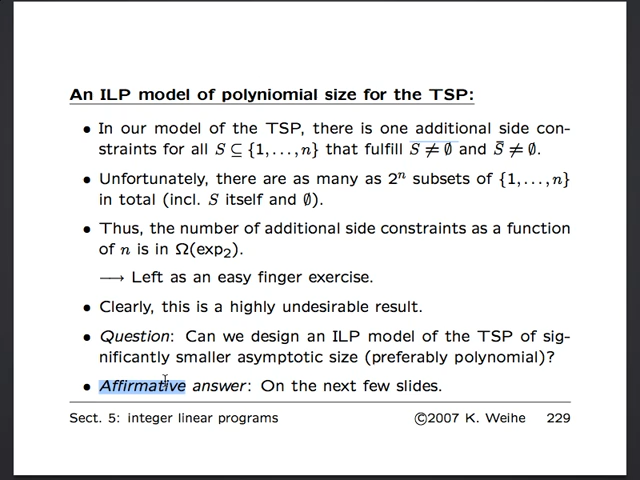 An ILP model of polyniomial size for the TSP:
• In our model of the TSP, there is one additional side con-
straints for all S ⊆ {1, . . . , n} that fulfill S ≠ ∅ and S̄ ≠ ∅.
• Unfortunately, there are as many as 2ⁿ subsets of {1, . . . , n}
in total (incl. S itself and ∅).
• Thus, the number of additional side constraints as a function
of n is in Ω(exp₂).
⟶ Left as an easy finger exercise.
• Clearly, this is a highly undesirable result.
• Question: Can we design an ILP model of the TSP of sig-
nificantly smaller asymptotic size (preferably polynomial)?
• Affirmative answer: On the next few slides.
Sect. 5: integer linear programs ©2007 K. Weihe 229